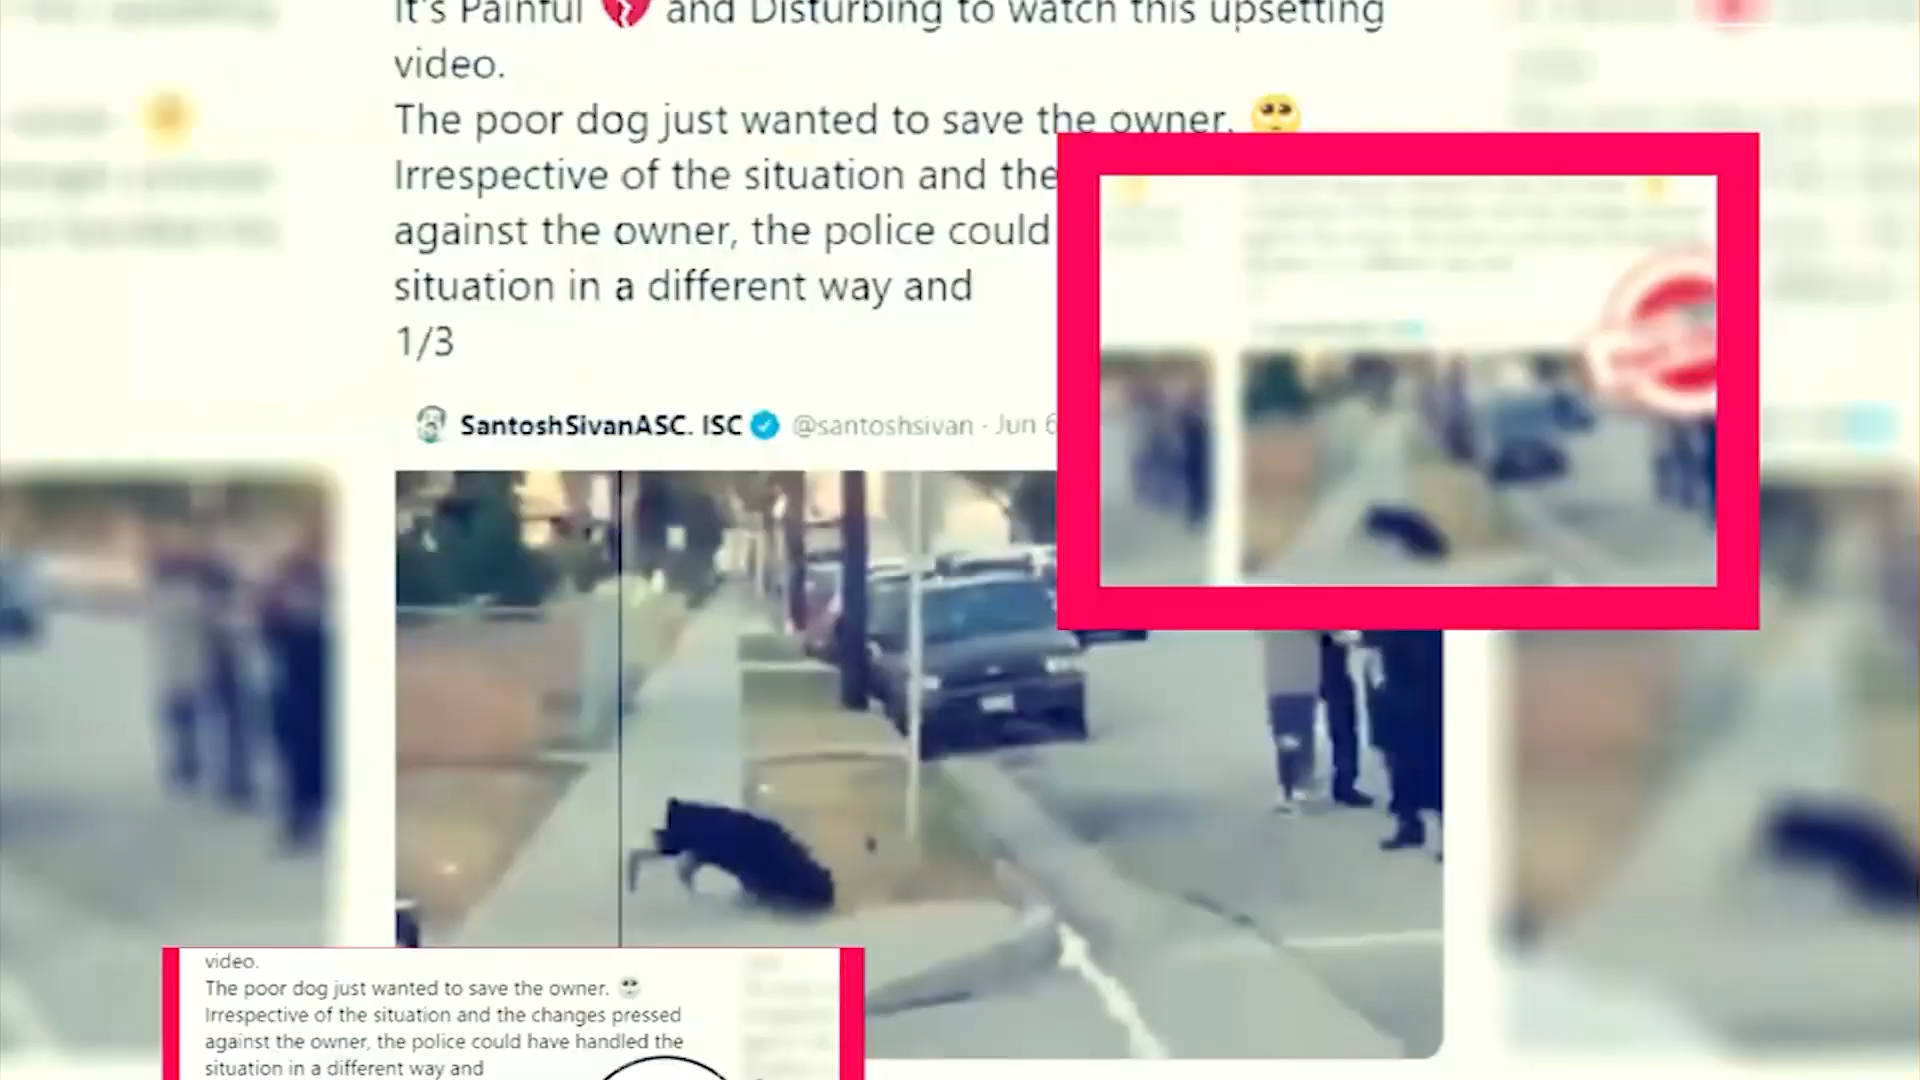 It's Painful 💔 and Disturbing to watch this upsetting
video.
The poor dog just wanted to save the owner. 🥺
Irrespective of the situation and the
against the owner, the police could
situation in a different way and
1/3
SantoshSivanASC. ISC @santoshsivan · Jun 6
video.
The poor dog just wanted to save the owner. 🥺
Irrespective of the situation and the changes pressed
against the owner, the police could have handled the
situation in a different way and